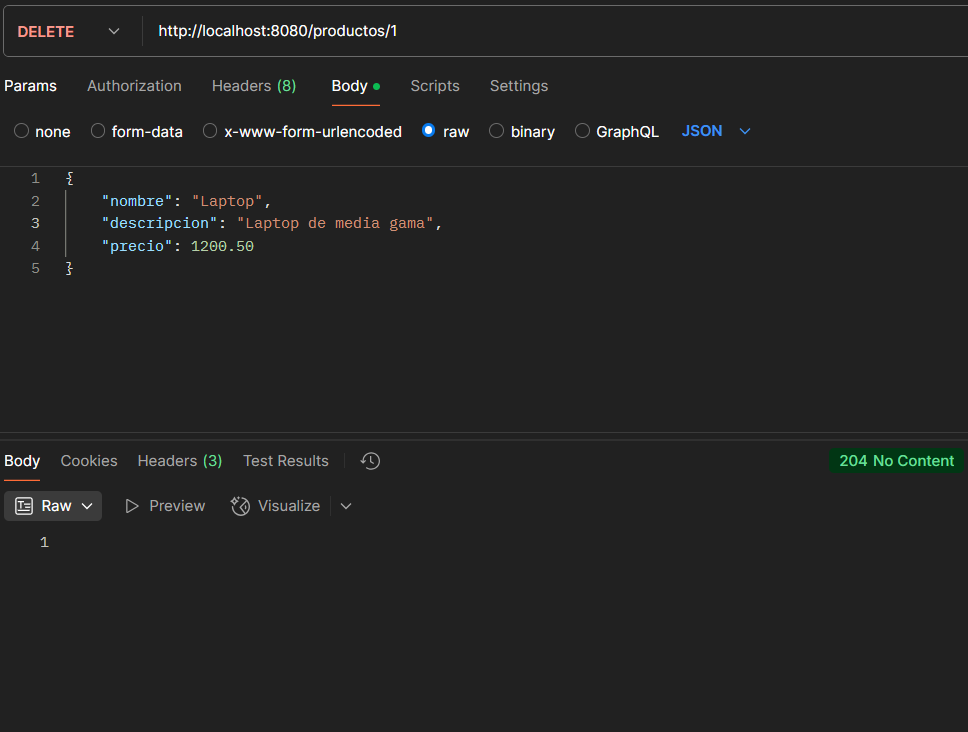 DELETE http://localhost:8080/productos/1
Params Authorization Headers (8) Body Scripts Settings
none form-data x-www-form-urlencoded raw binary GraphQL JSON
1 {
2 "nombre": "Laptop",
3 "descripcion": "Laptop de media gama",
4 "precio": 1200.50
5 }
Body Cookies Headers (3) Test Results 204 No Content
Raw Preview Visualize
1